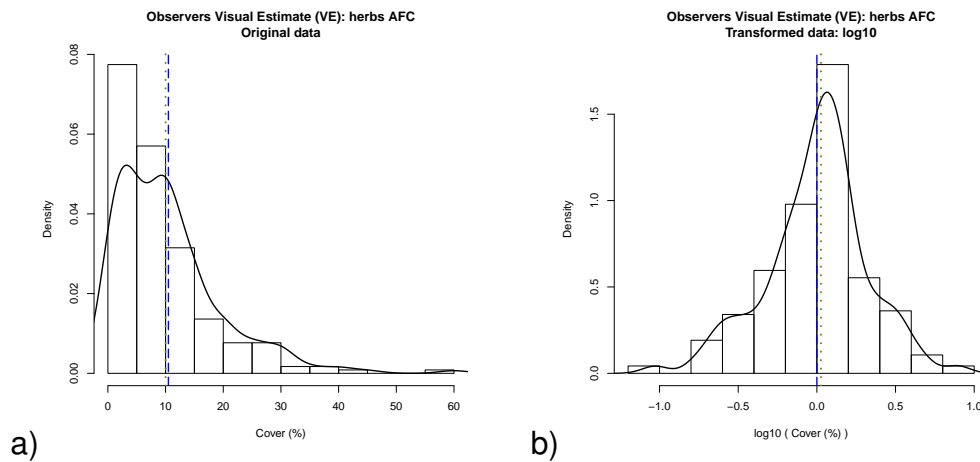 Observers Visual Estimate (VE): herbs AFC
Original data
Density
0.00
0.02
0.04
0.06
0.08
0
10
20
30
40
50
60
Cover (%)
a)
Observers Visual Estimate (VE): herbs AFC
Transformed data: log10
Density
0.0
0.5
1.0
1.5
−1.0
−0.5
0.0
0.5
1.0
log10 ( Cover (%) )
b)